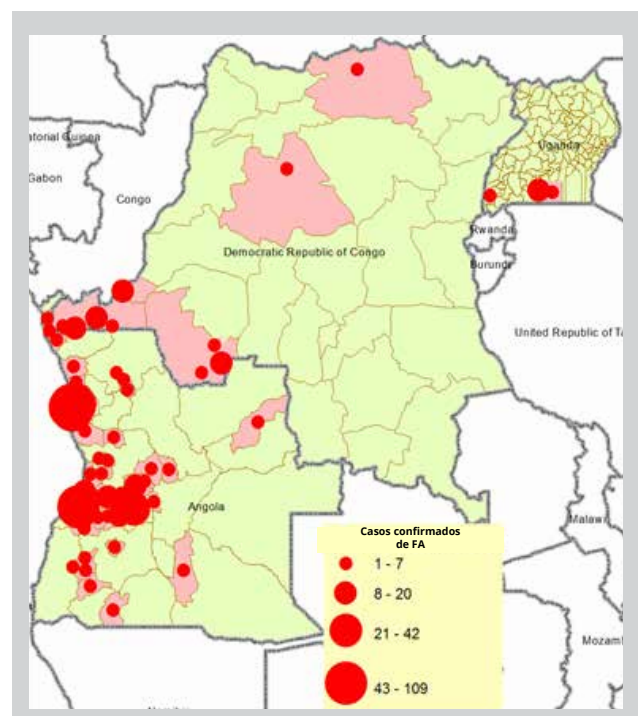 atorial Guinea
Uganda
Gabon
Congo
Rwanda
Democratic Republic of Congo
Burundi
United Republic of Ta
Angola
Malawi
Casos confirmados
de FA
1 - 7
8 - 20
21 - 42
43 - 109
Mozam